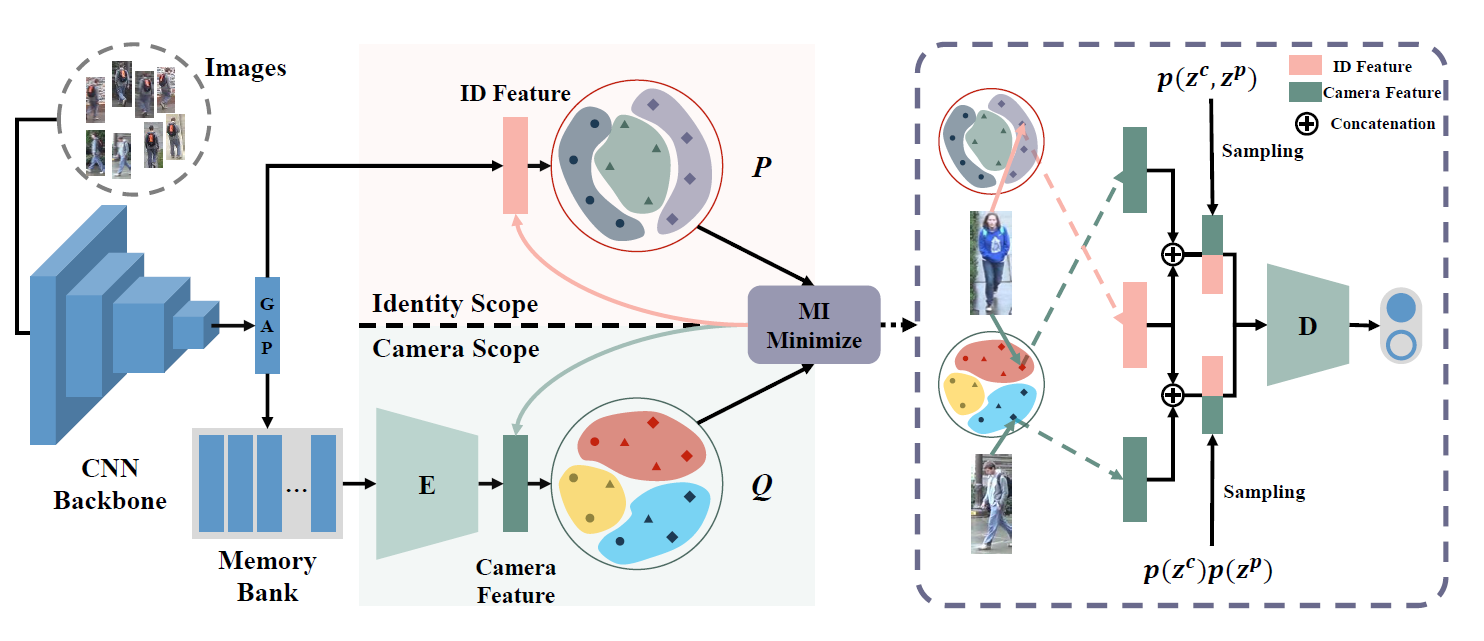 Images
CNN
Backbone
G
A
P
Memory
Bank
...
ID Feature
P
Identity Scope
Camera Scope
MI
Minimize
E
Camera
Feature
Q
p(z^c, z^p)
Sampling
ID Feature
Camera Feature
Concatenation
D
Sampling
p(z^c)p(z^p)